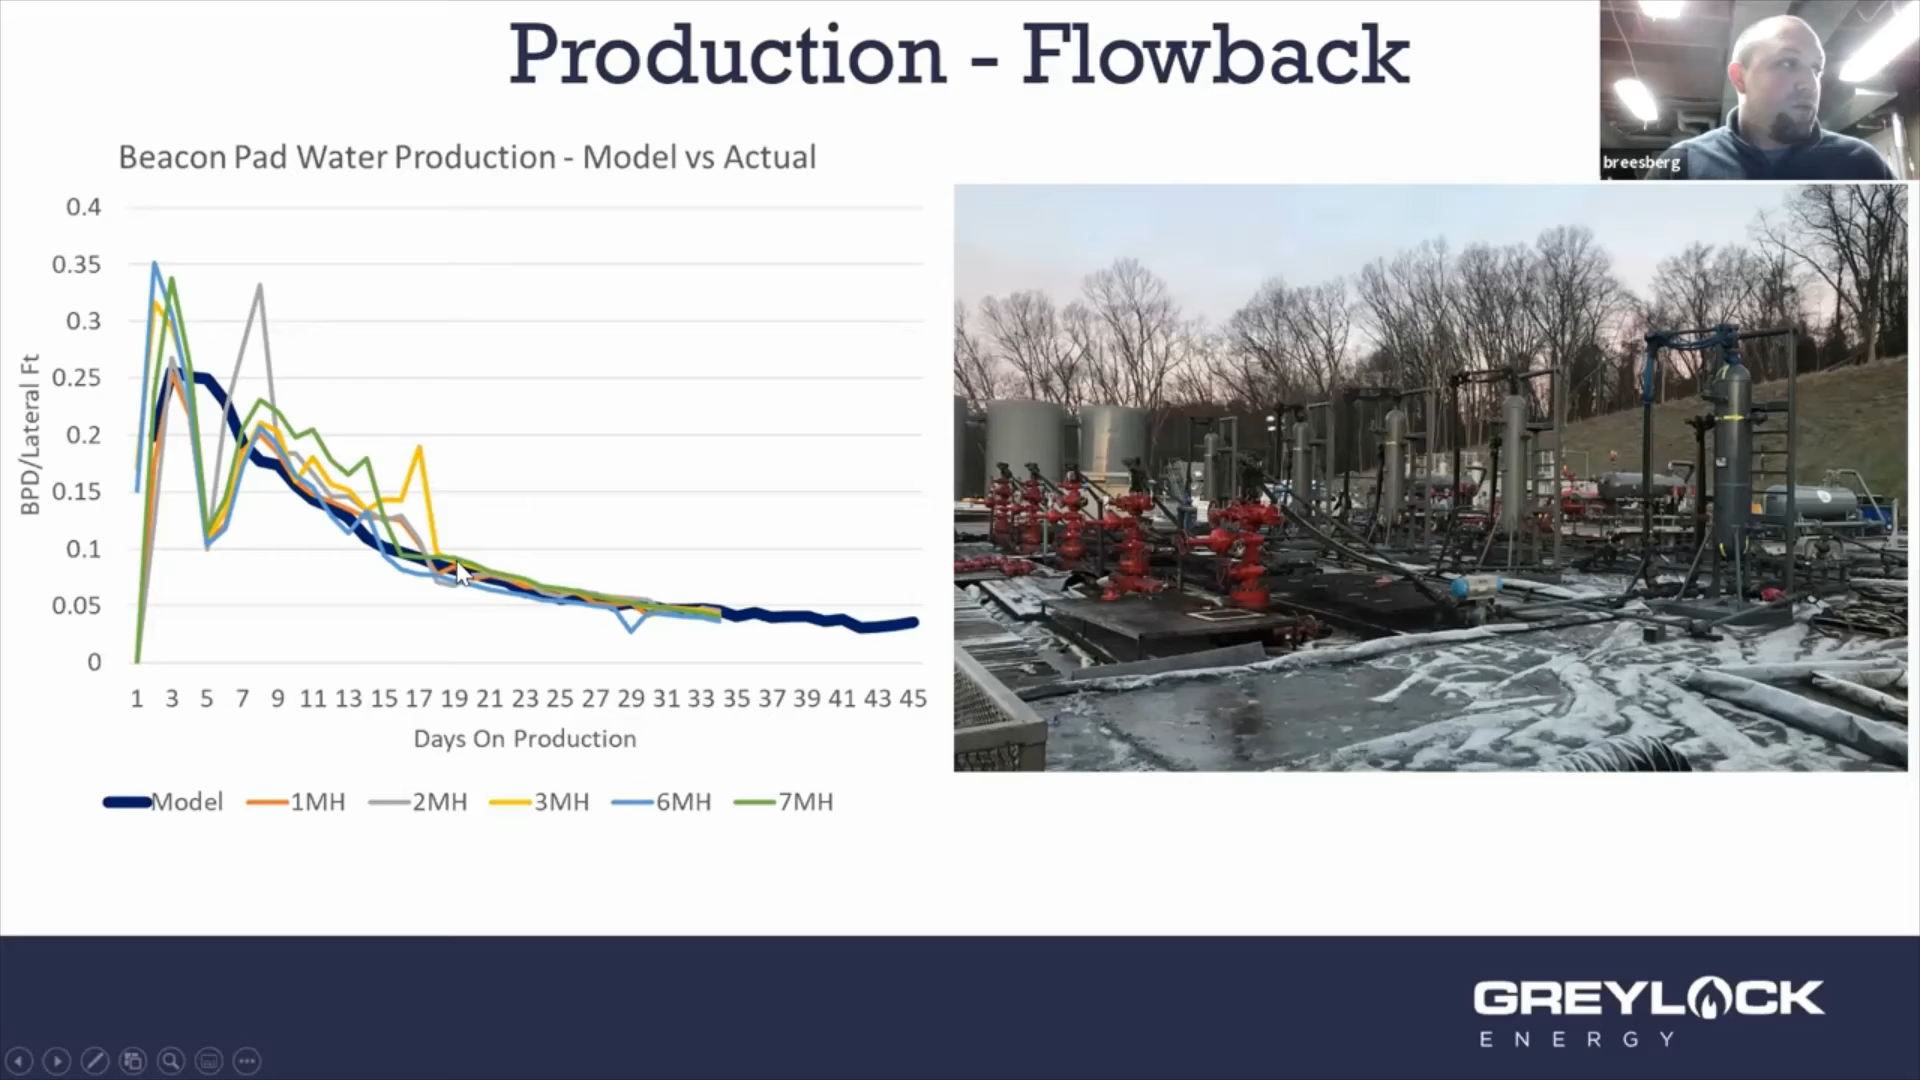 Production - Flowback
breesberg
Beacon Pad Water Production - Model vs Actual
0.4
0.35
0.3
0.25
0.2
0.15
0.1
0.05
0
BPD/Lateral Ft
1 3 5 7 9 11 13 15 17 19 21 23 25 27 29 31 33 35 37 39 41 43 45
Days On Production
Model 1MH 2MH 3MH 6MH 7MH
GREYLOCK
ENERGY